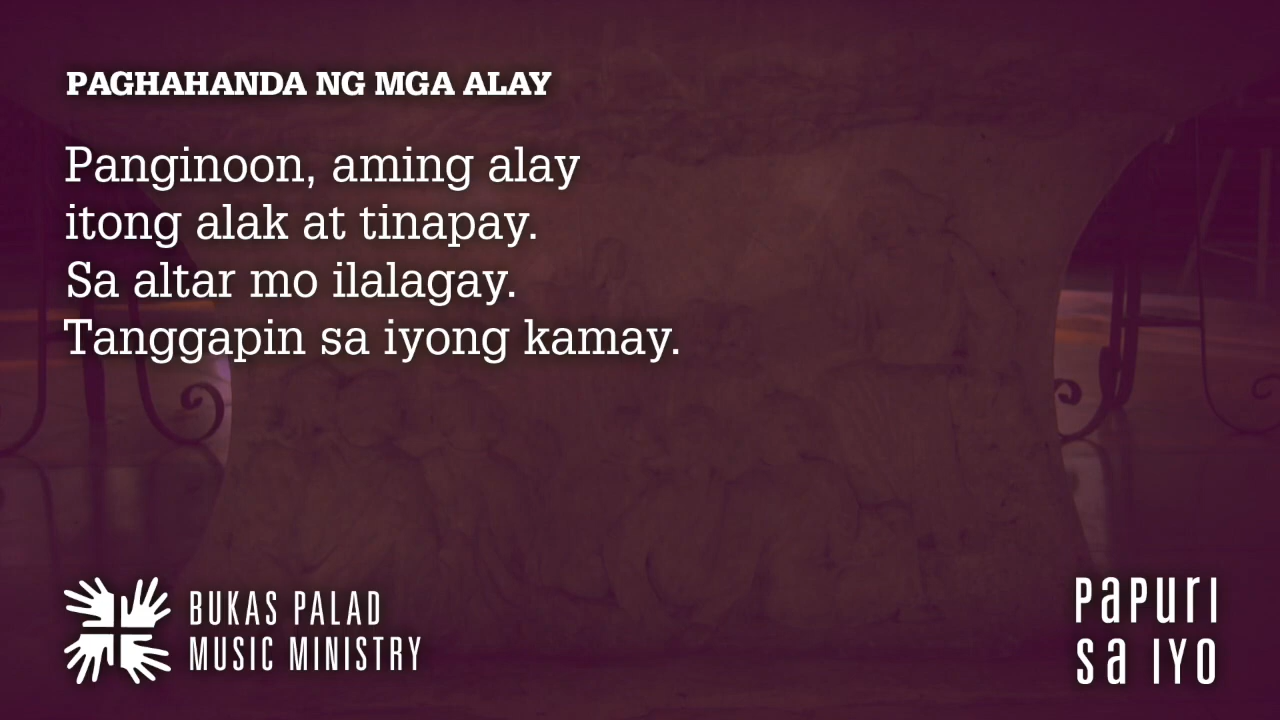 PAGHAHANDA NG MGA ALAY
Panginoon, aming alay
itong alak at tinapay.
Sa altar mo ilalagay.
Tanggapin sa iyong kamay.
BUKAS PALAD
MUSIC MINISTRY
PaPURI
Sa IYO